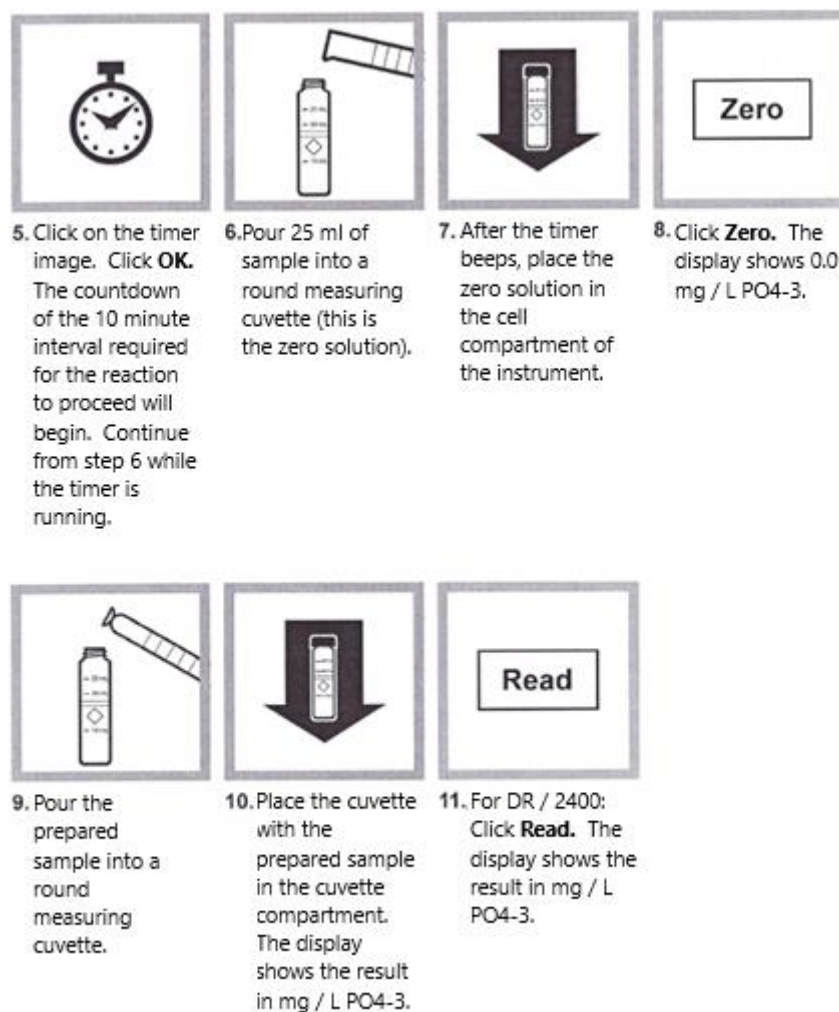 Zero
5. Click on the timer
image. Click OK.
The countdown
of the 10 minute
interval required
for the reaction
to proceed will
begin. Continue
from step 6 while
the timer is
running.
6.Pour 25 ml of
sample into a
round measuring
cuvette (this is
the zero solution).
7. After the timer
beeps, place the
zero solution in
the cell
compartment of
the instrument.
8. Click Zero. The
display shows 0.0
mg / L PO4-3.
Read
9. Pour the
prepared
sample into a
round
measuring
cuvette.
10. Place the cuvette
with the
prepared sample
in the cuvette
compartment.
The display
shows the result
in mg / L PO4-3.
11. For DR / 2400:
Click Read. The
display shows the
result in mg / L
PO4-3.